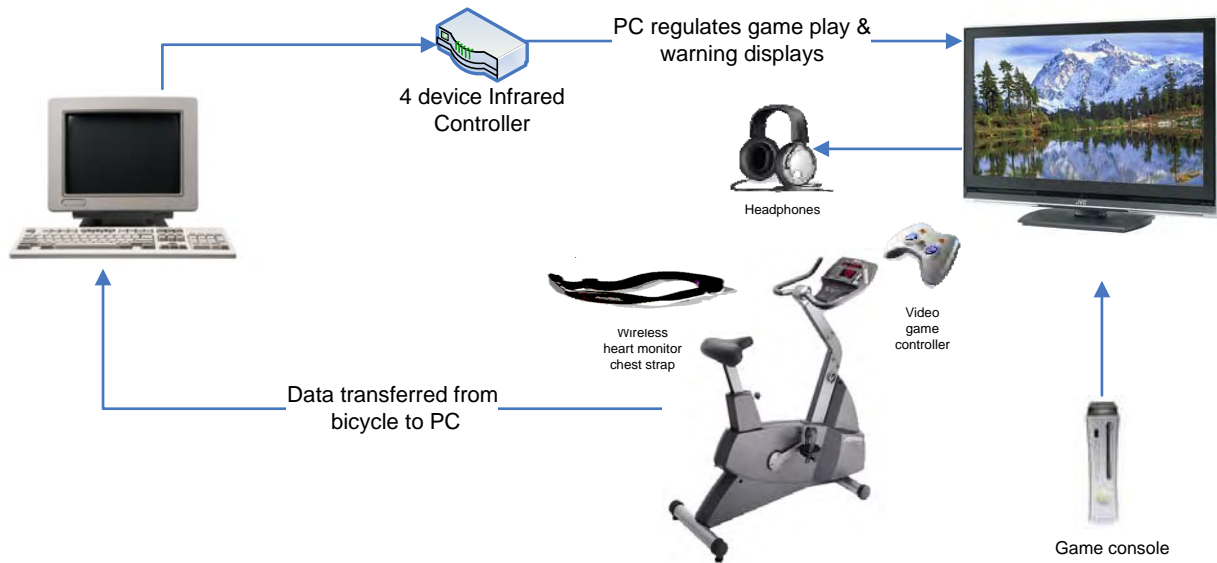 PC regulates game play &
warning displays
4 device Infrared
Controller
Headphones
JVC
Video
game
controller
Wireless
heart monitor
chest strap
Data transferred from
bicycle to PC
Game console